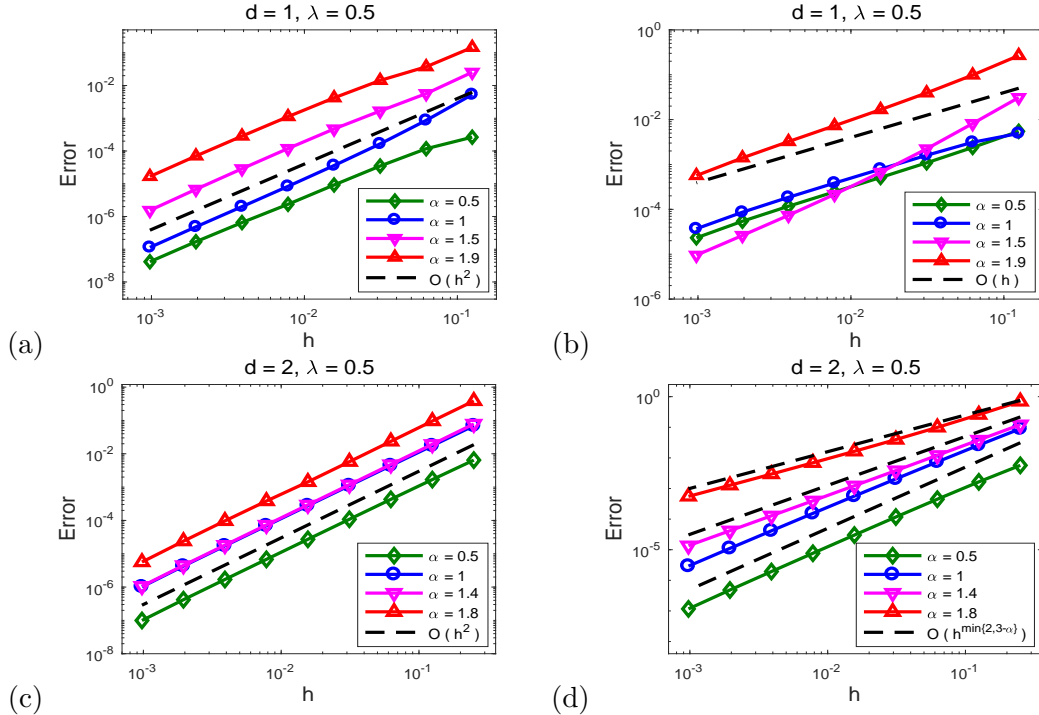 d = 1, λ = 0.5
Error
10^-2
10^-4
10^-6
10^-8
α = 0.5
α = 1
α = 1.5
α = 1.9
O ( h^2 )
10^-3
10^-2
10^-1
h
(a)
d = 1, λ = 0.5
Error
10^0
10^-2
10^-4
10^-6
α = 0.5
α = 1
α = 1.5
α = 1.9
O ( h )
10^-3
10^-2
10^-1
h
(b)
d = 2, λ = 0.5
Error
10^0
10^-2
10^-4
10^-6
10^-8
α = 0.5
α = 1
α = 1.4
α = 1.8
O ( h^2 )
10^-3
10^-2
10^-1
h
(c)
d = 2, λ = 0.5
Error
10^0
10^-5
α = 0.5
α = 1
α = 1.4
α = 1.8
O ( h^min{2,3-α} )
10^-3
10^-2
10^-1
h
(d)